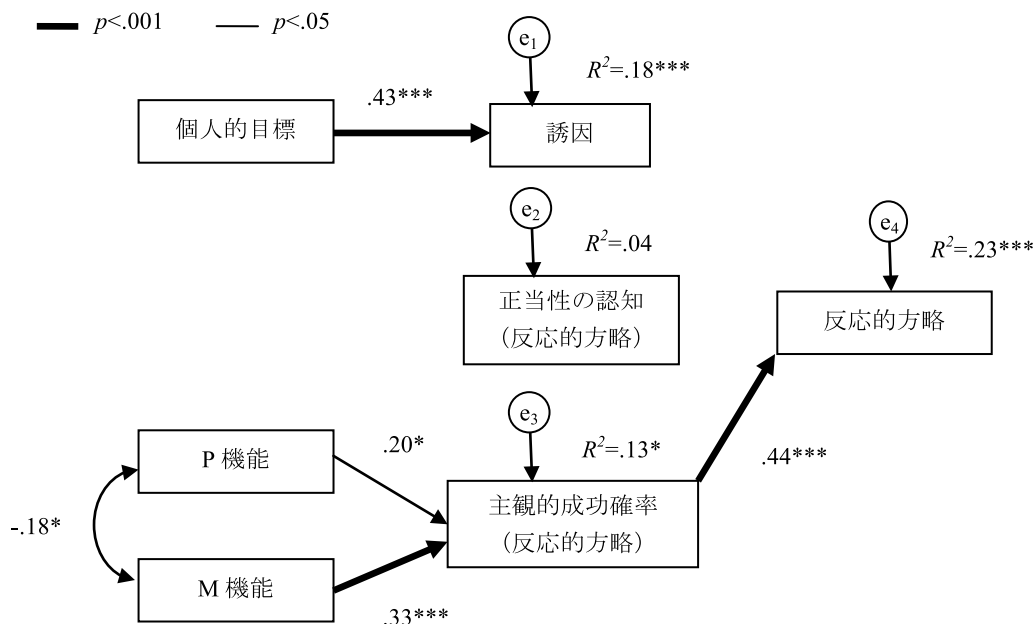 p<.001 p<.05
e1
R2=.18***
.43***
個人的目標
誘因
e2
R2=.04
正当性の認知
（反応的方略）
e4
R2=.23***
反応的方略
e3
R2=.13*
P 機能
.20*
.44***
主観的成功確率
（反応的方略）
-.18*
M 機能
.33***